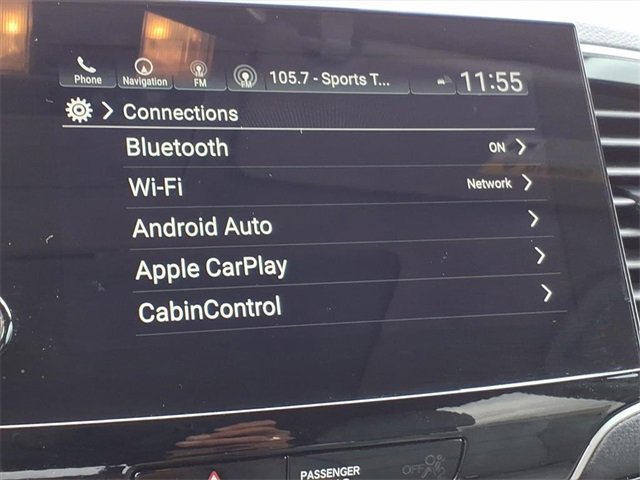 Phone Navigation FM FM 105.7 - Sports T... 11:55
Connections
Bluetooth ON
Wi-Fi Network
Android Auto
Apple CarPlay
CabinControl
PASSENGER OFF